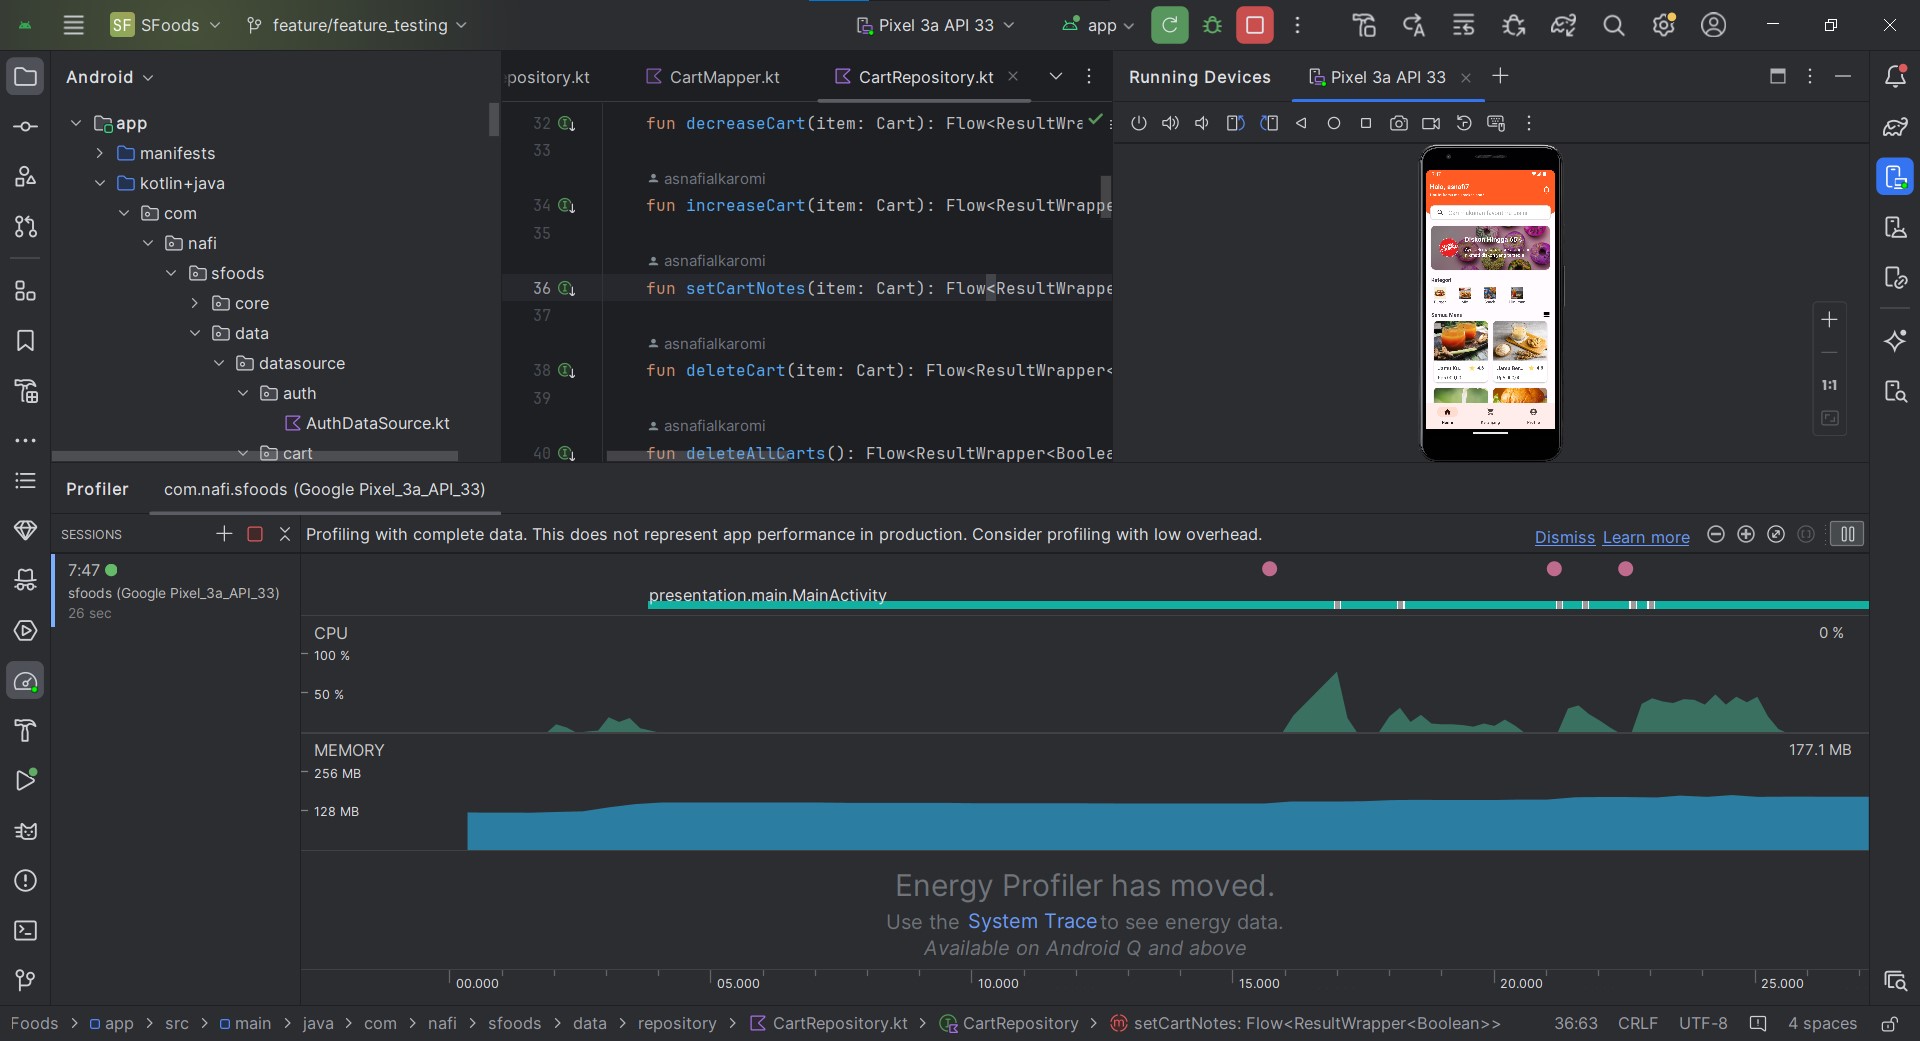 SF SFoods
feature/feature_testing
Pixel 3a API 33
app
Android
app
manifests
kotlin+java
com
nafi
sfoods
core
data
datasource
auth
AuthDataSource.kt
cart
pository.kt
CartMapper.kt
CartRepository.kt
32 fun decreaseCart(item: Cart): Flow<ResultWra
33
asnafialkaromi
34 fun increaseCart(item: Cart): Flow<ResultWrappe
35
asnafialkaromi
36 fun setCartNotes(item: Cart): Flow<ResultWrappe
37
asnafialkaromi
38 fun deleteCart(item: Cart): Flow<ResultWrapper<
39
asnafialkaromi
40 fun deleteAllCarts(): Flow<ResultWrapper<Boolea
Running Devices
Pixel 3a API 33
Halo, asnafi7
Diskon Hingga 60%
Kategori
Semua Menu
1:1
Profiler
com.nafi.sfoods (Google Pixel_3a_API_33)
SESSIONS
Profiling with complete data. This does not represent app performance in production. Consider profiling with low overhead.
Dismiss Learn more
7:47
sfoods (Google Pixel_3a_API_33)
26 sec
presentation.main.MainActivity
CPU
0 %
100 %
50 %
MEMORY
177.1 MB
256 MB
128 MB
Energy Profiler has moved.
Use the System Trace to see energy data.
Available on Android Q and above
00.000 05.000 10.000 15.000 20.000 25.000
Foods > app > src > main > java > com > nafi > sfoods > data > repository > CartRepository.kt > CartRepository > setCartNotes: Flow<ResultWrapper<Boolean>>
36:63 CRLF UTF-8 4 spaces